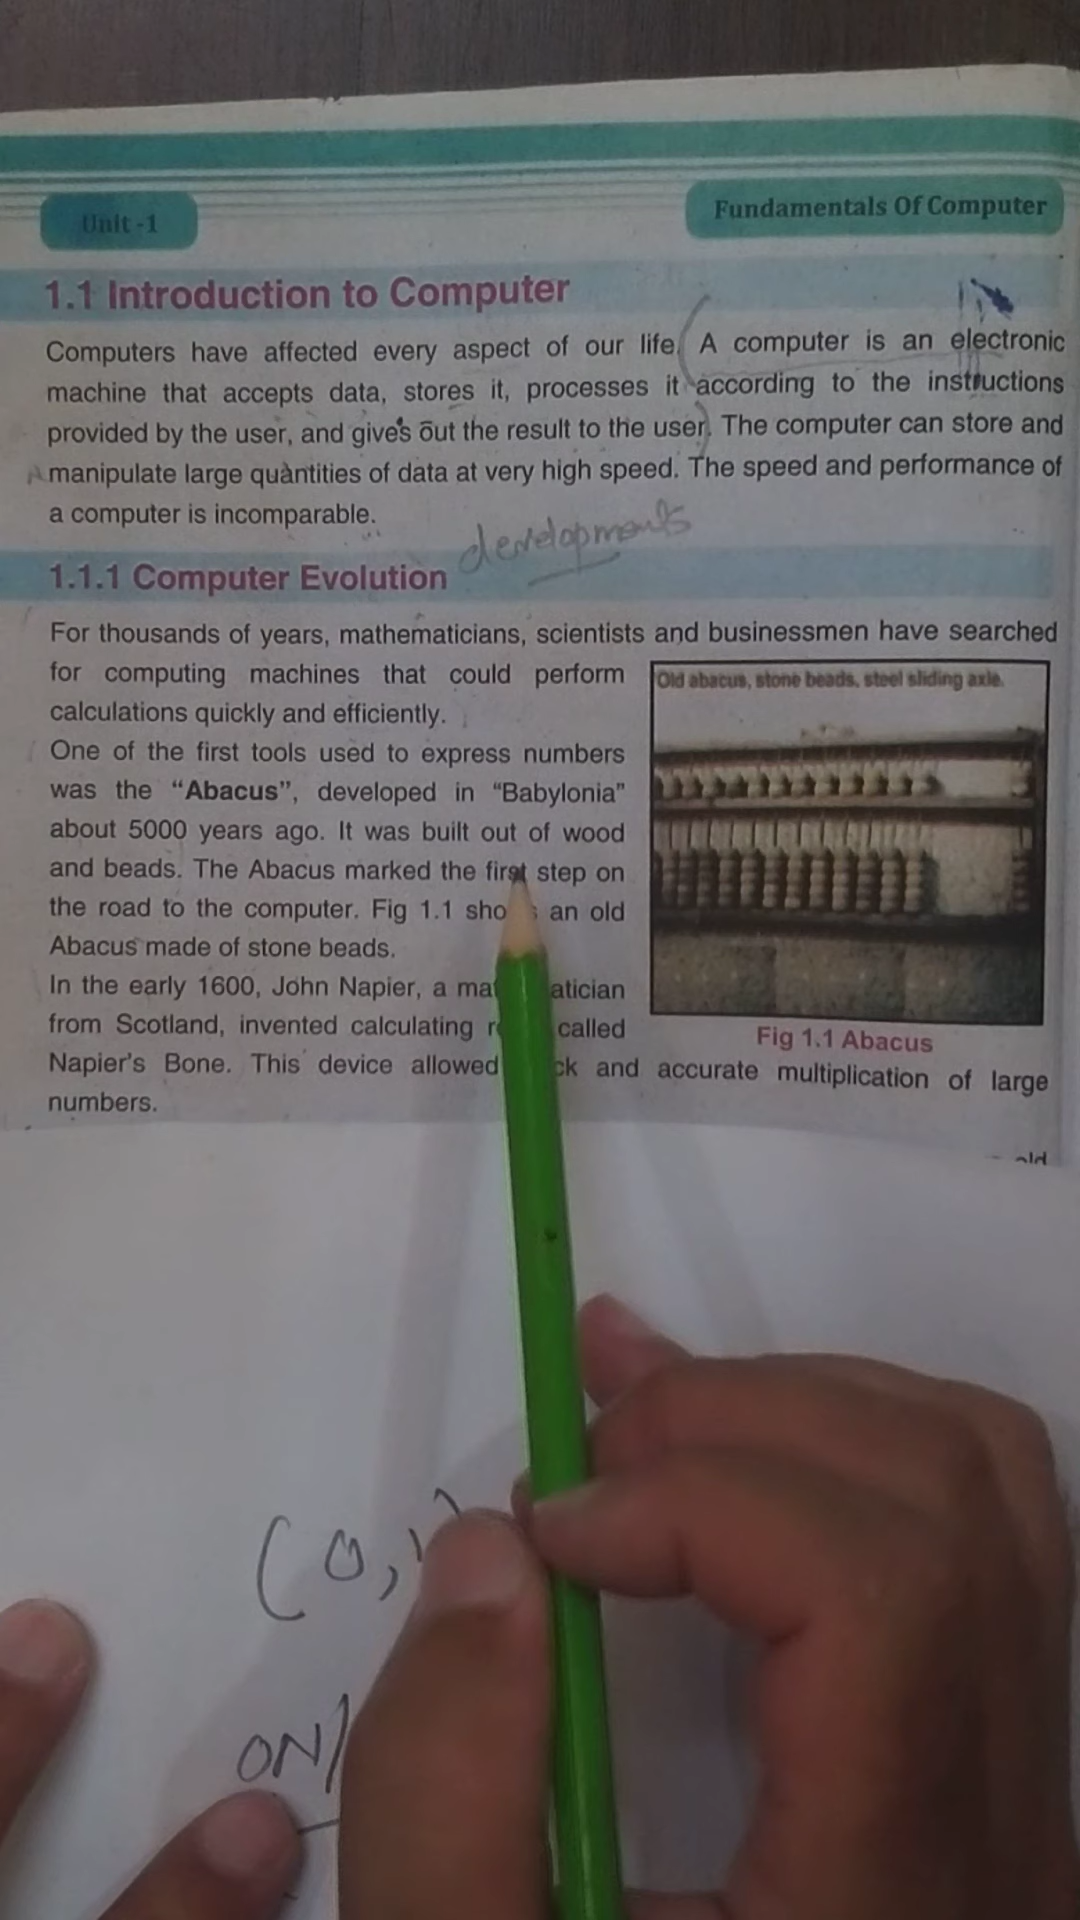 Unit -1
Fundamentals Of Computer
1.1 Introduction to Computer
Computers have affected every aspect of our life. A computer is an electronic
machine that accepts data, stores it, processes it according to the instructions
provided by the user, and gives out the result to the user. The computer can store and
manipulate large quantities of data at very high speed. The speed and performance of
a computer is incomparable.
developments
1.1.1 Computer Evolution
For thousands of years, mathematicians, scientists and businessmen have searched
for computing machines that could perform
calculations quickly and efficiently.
One of the first tools used to express numbers
was the “Abacus”, developed in “Babylonia”
about 5000 years ago. It was built out of wood
and beads. The Abacus marked the first step on
the road to the computer. Fig 1.1 an old
Abacus made of stone beads.
In the early 1600, John Napier, a
from Scotland, invented calculating called
Napier's Bone. This device allowed and accurate multiplication of large
numbers.
Old abacus, stone beads, steel sliding axle.
Fig 1.1 Abacus
(0,
ON/